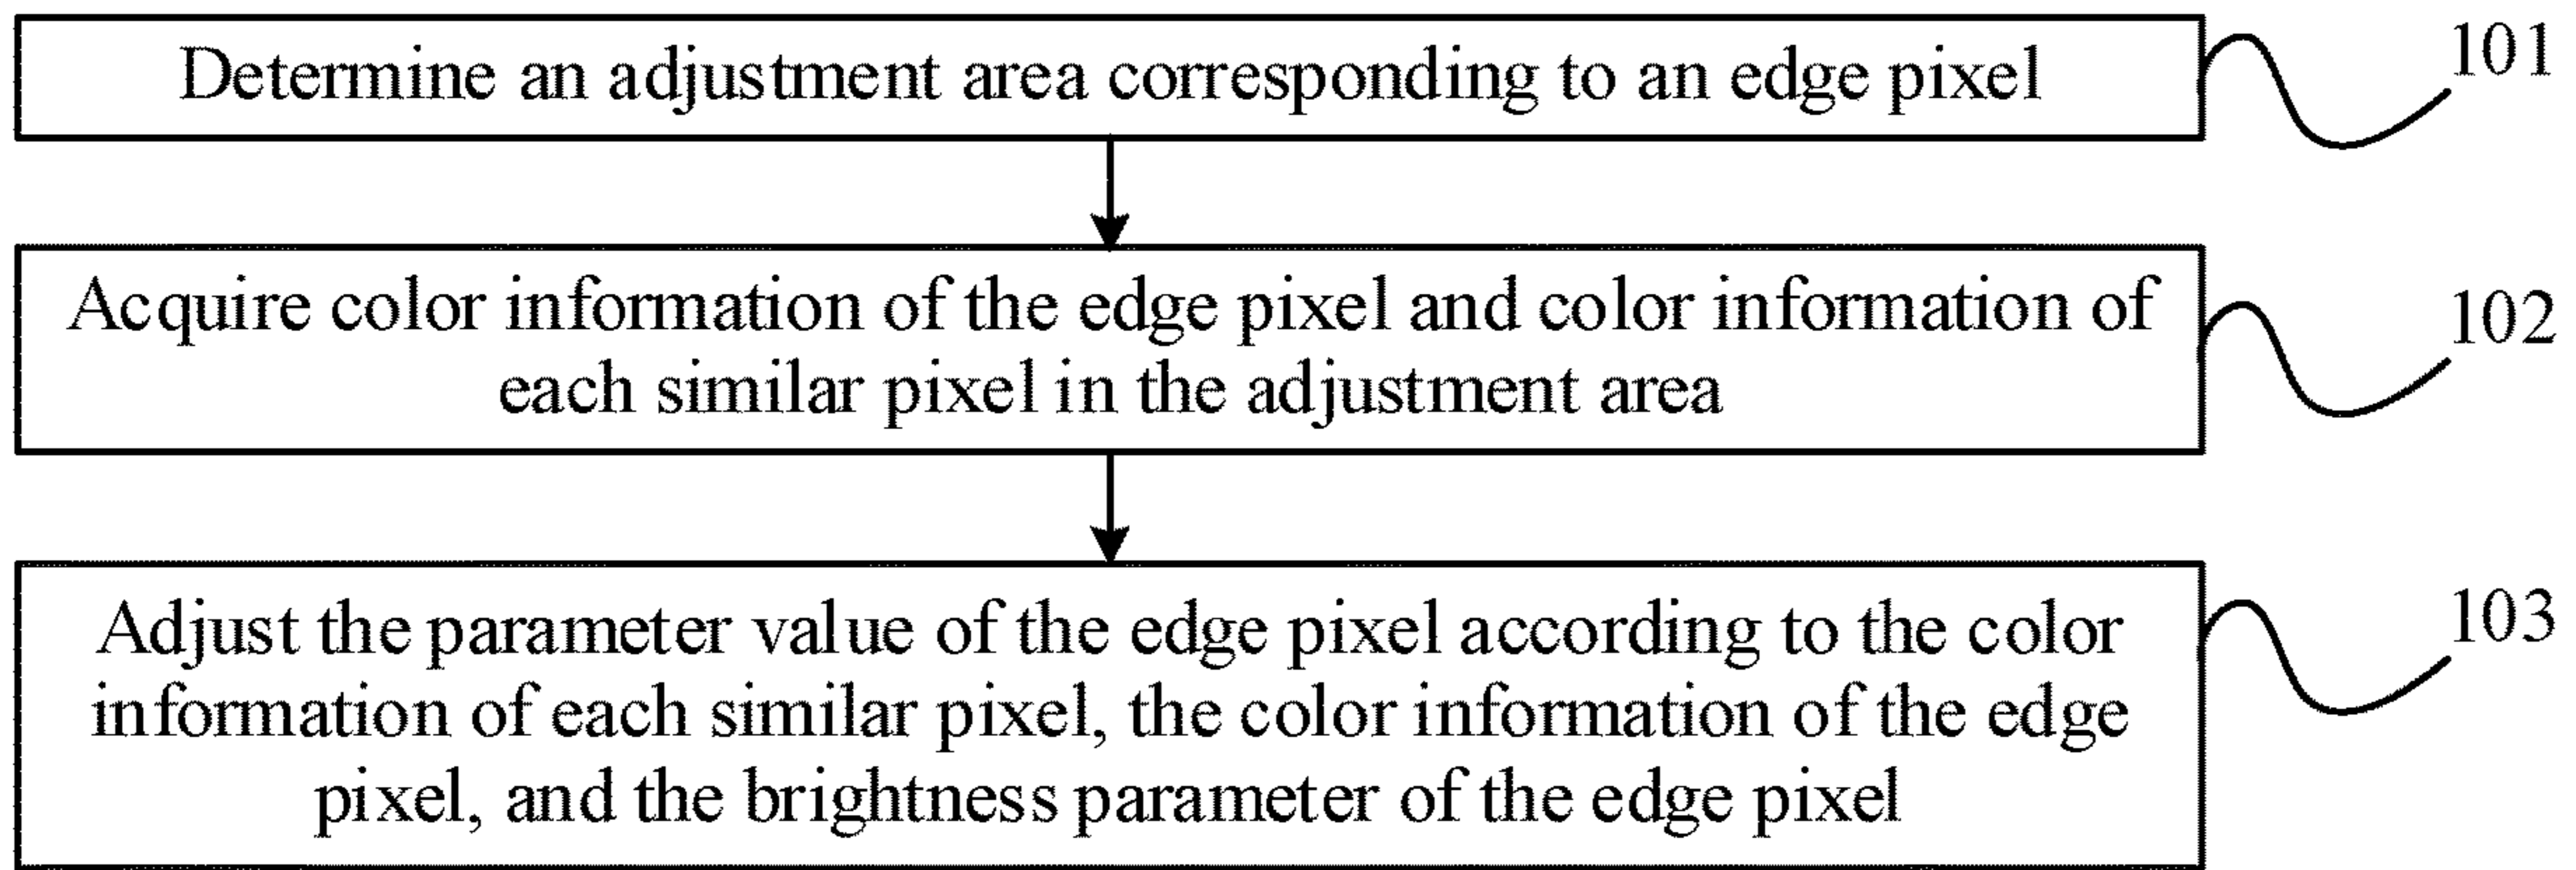 Determine an adjustment area corresponding to an edge pixel
101
Acquire color information of the edge pixel and color information of
each similar pixel in the adjustment area
102
Adjust the parameter value of the edge pixel according to the color
information of each similar pixel, the color information of the edge
pixel, and the brightness parameter of the edge pixel
103